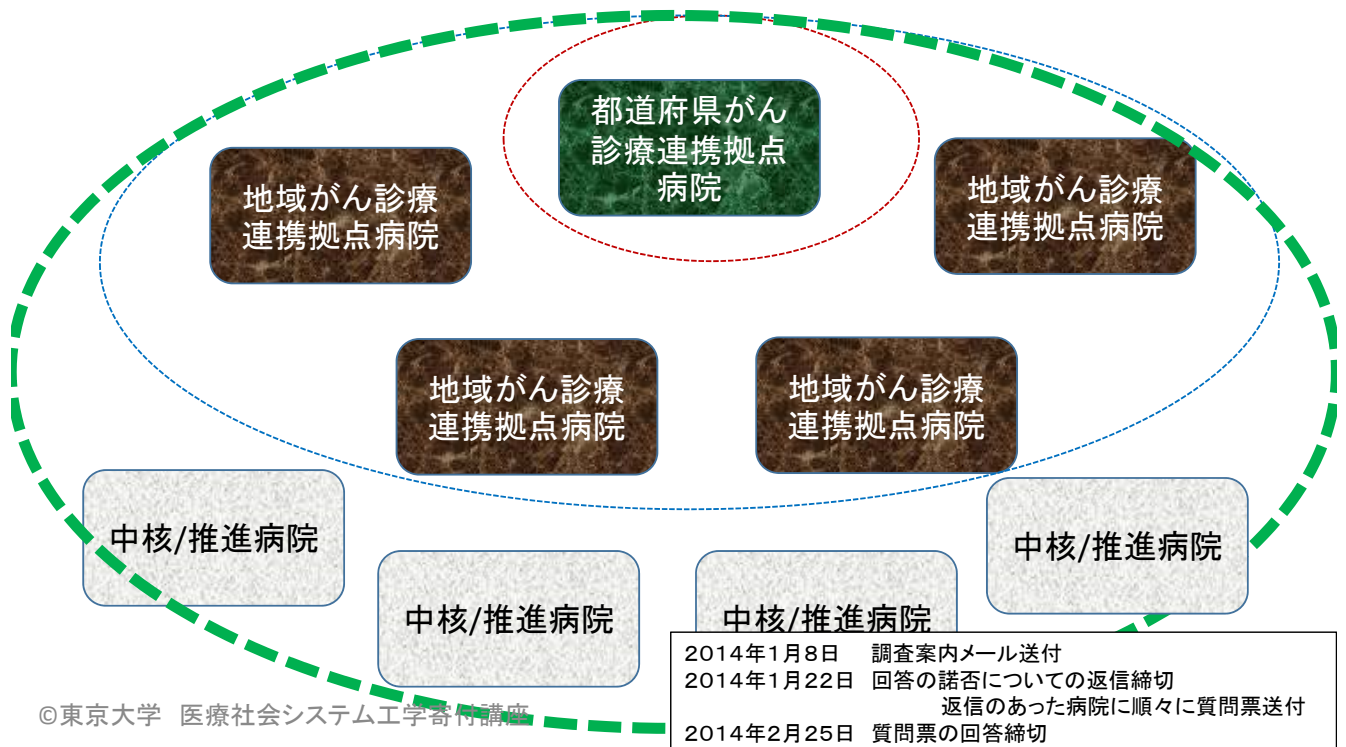 都道府県がん
診療連携拠点
病院
地域がん診療
連携拠点病院
地域がん診療
連携拠点病院
地域がん診療
連携拠点病院
地域がん診療
連携拠点病院
中核/推進病院
中核/推進病院
中核/推進病院
中核/推進病院
2014年1月8日 調査案内メール送付
2014年1月22日 回答の諾否についての返信締切
返信のあった病院に順々に質問票送付
2014年2月25日 質問票の回答締切
©東京大学 医療社会システム工学寄付講座